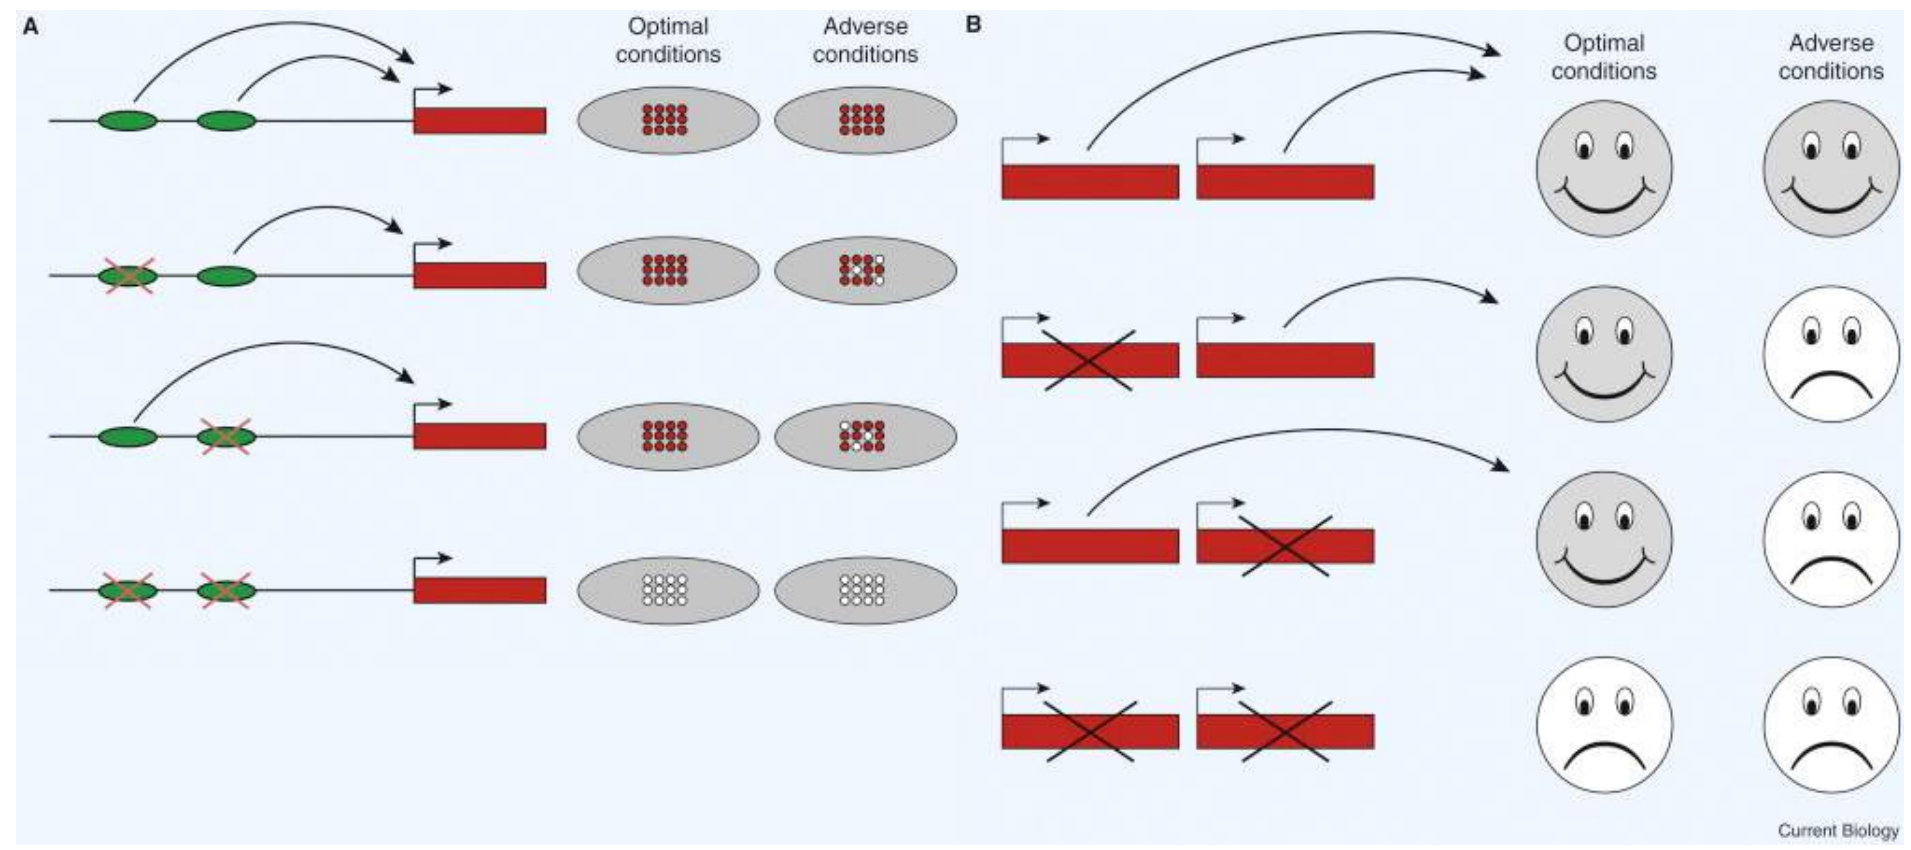 A
Optimal
conditions
Adverse
conditions
B
Optimal
conditions
Adverse
conditions
Current Biology